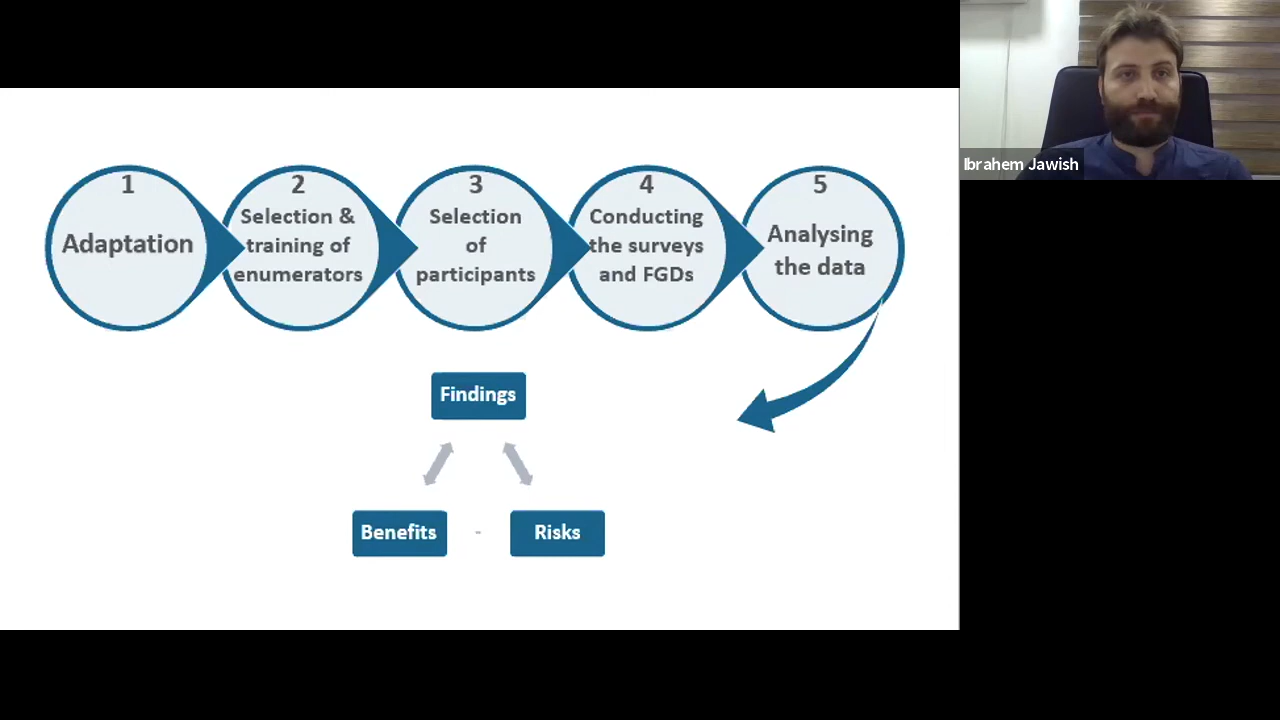 1
Adaptation
2
Selection &
training of
enumerators
3
Selection
of
participants
4
Conducting
the surveys
and FGDs
5
Analysing
the data
Findings
Benefits
-
Risks
Ibrahem Jawish